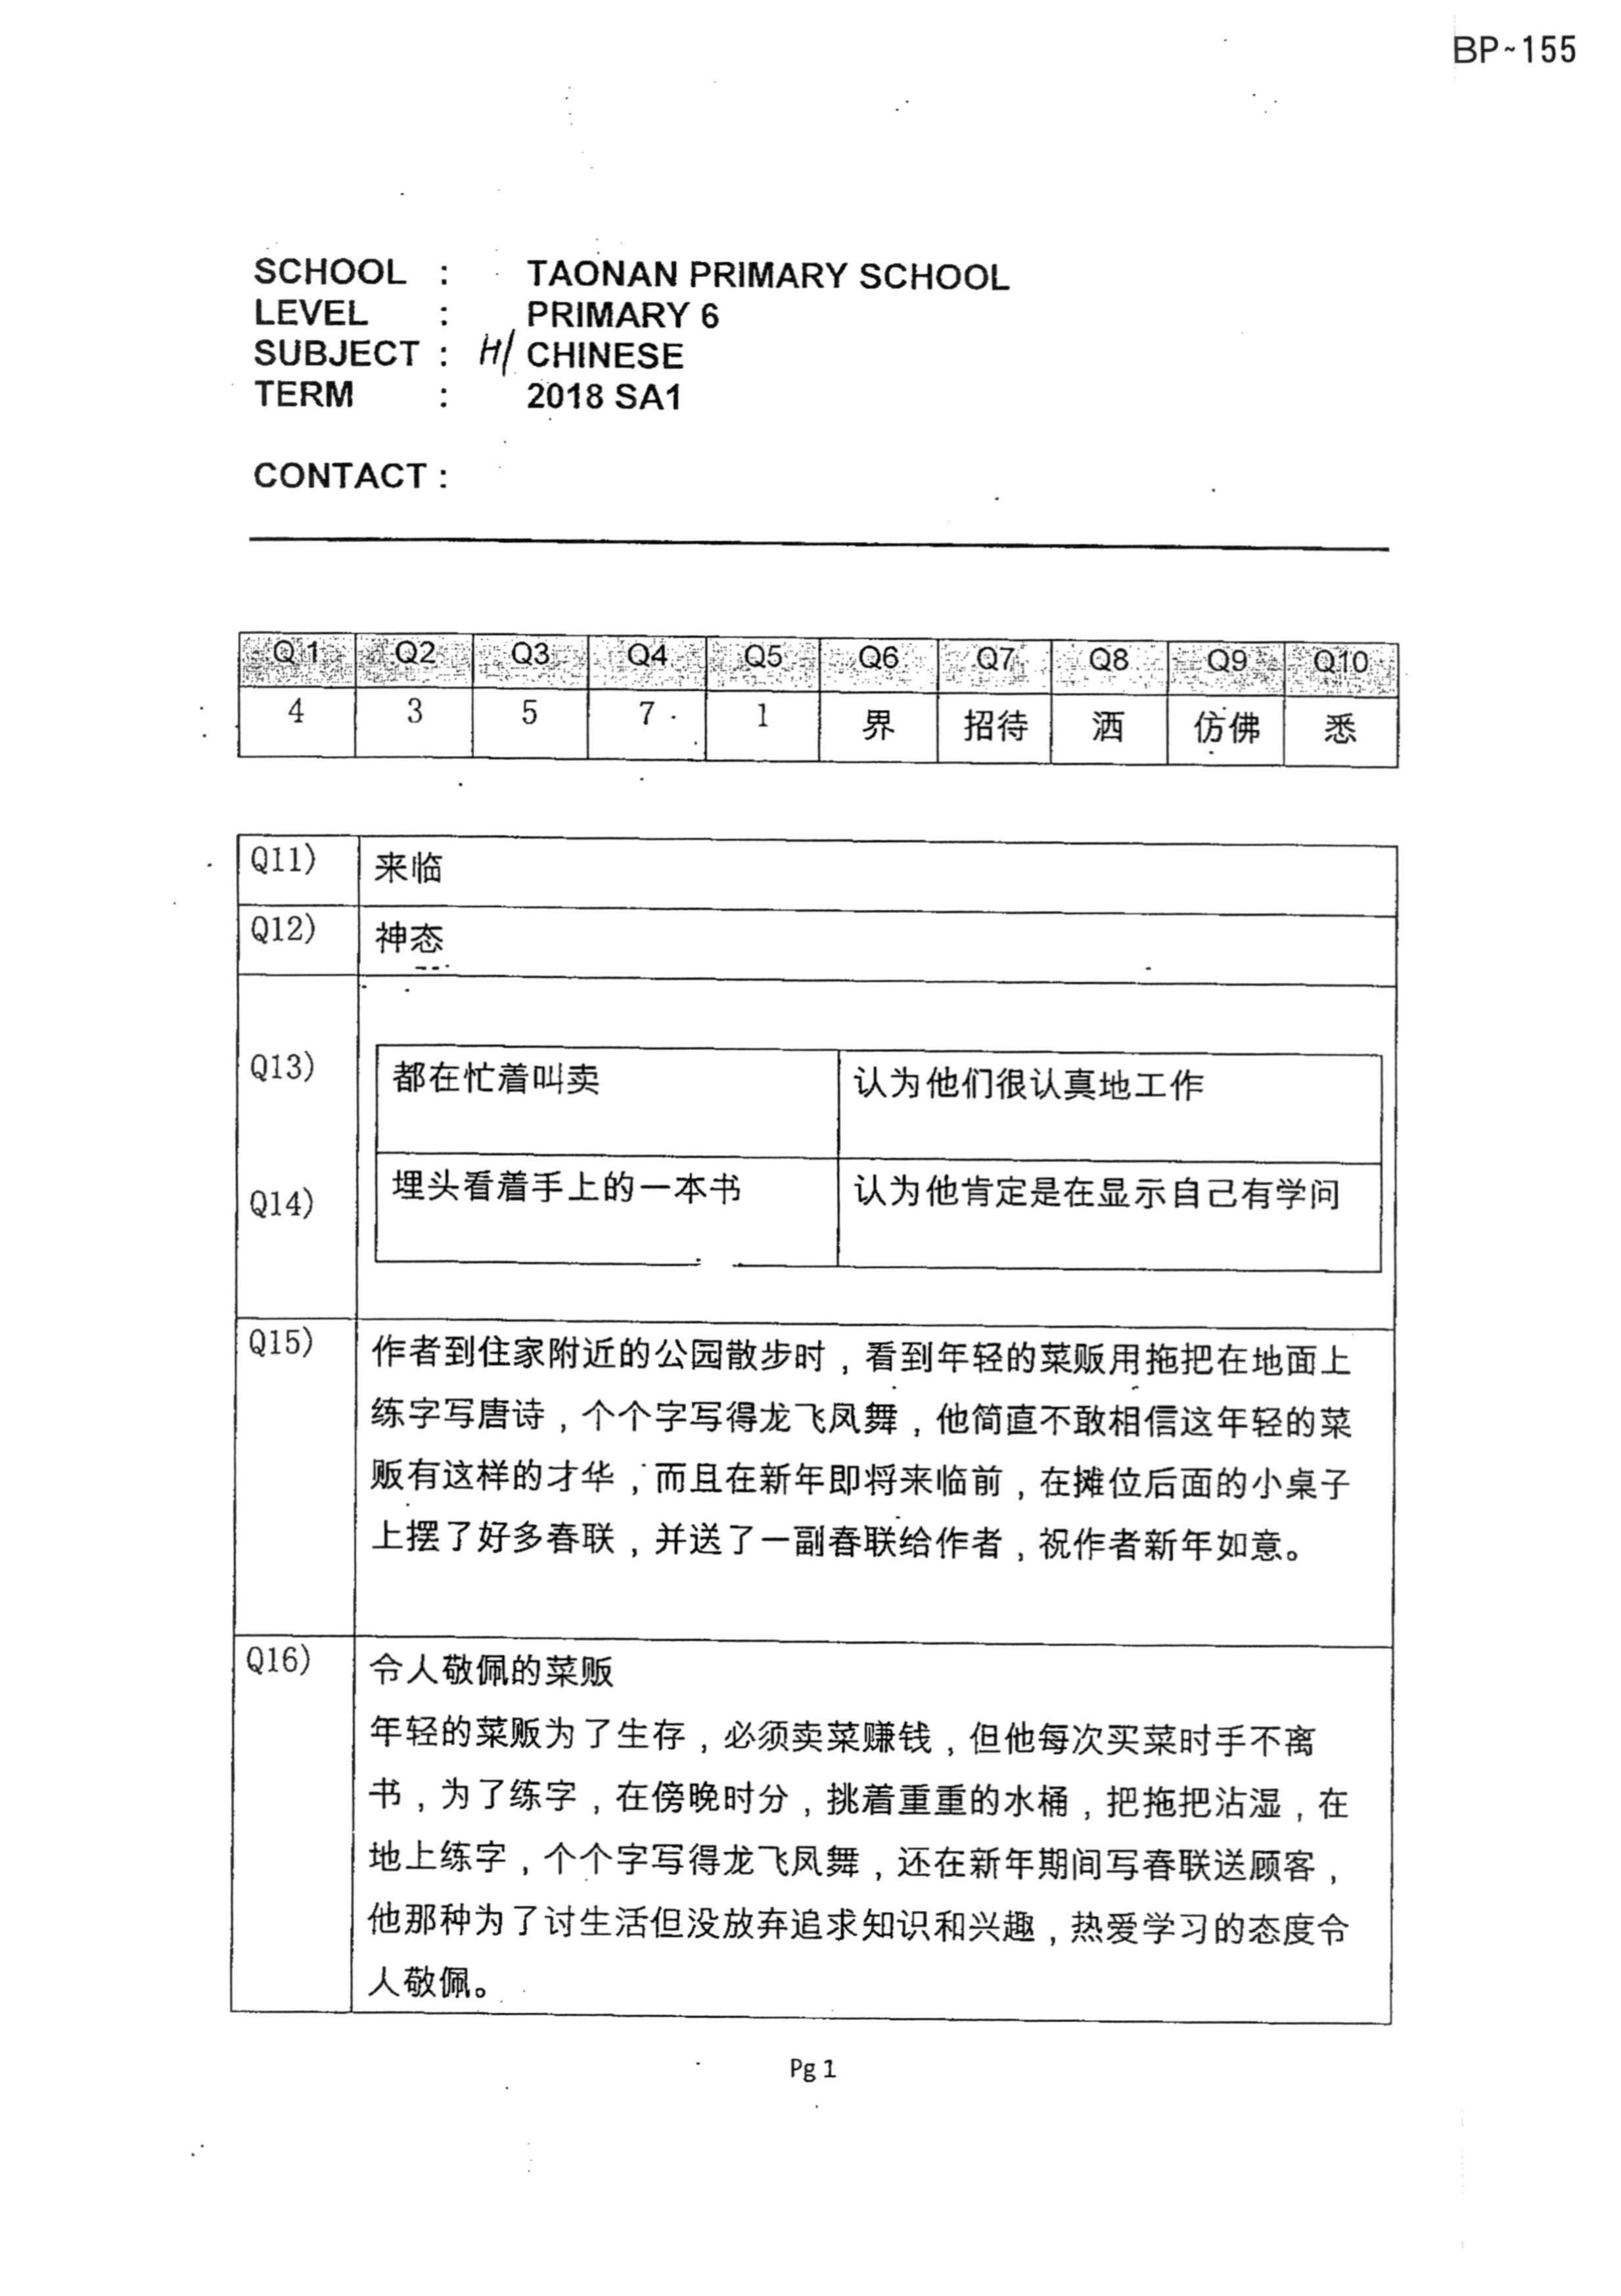 BP~155
SCHOOL : TAONAN PRIMARY SCHOOL
LEVEL : PRIMARY 6
SUBJECT : H/ CHINESE
TERM : 2018 SA1
CONTACT :
Q1 Q2 Q3 Q4 Q5 Q6 Q7 Q8 Q9 Q10
4 3 5 7 1 界 招待 洒 仿佛 悉
Q11) 来临
Q12) 神态
Q13) 都在忙着叫卖 认为他们很认真地工作
Q14) 埋头看着手上的一本书 认为他肯定是在显示自己有学问
Q15) 作者到住家附近的公园散步时，看到年轻的菜贩用拖把在地面上
练字写唐诗，个个字写得龙飞凤舞，他简直不敢相信这年轻的菜
贩有这样的才华，而且在新年即将来临前，在摊位后面的小桌子
上摆了好多春联，并送了一副春联给作者，祝作者新年如意。
Q16) 令人敬佩的菜贩
年轻的菜贩为了生存，必须卖菜赚钱，但他每次买菜时手不离
书，为了练字，在傍晚时分，挑着重重的水桶，把拖把沾湿，在
地上练字，个个字写得龙飞凤舞，还在新年期间写春联送顾客，
他那种为了讨生活但没放弃追求知识和兴趣，热爱学习的态度令
人敬佩。
Pg 1